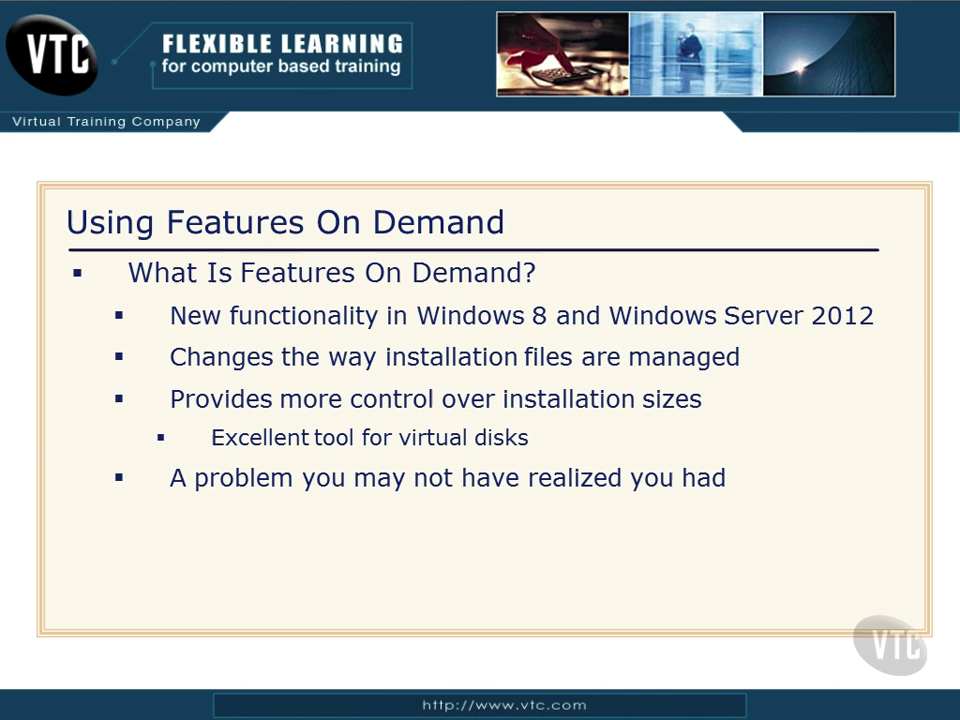 VTC
FLEXIBLE LEARNING
for computer based training
Virtual Training Company
Using Features On Demand
▪ What Is Features On Demand?
▪ New functionality in Windows 8 and Windows Server 2012
▪ Changes the way installation files are managed
▪ Provides more control over installation sizes
▪ Excellent tool for virtual disks
▪ A problem you may not have realized you had
VTC
http://www.vtc.com